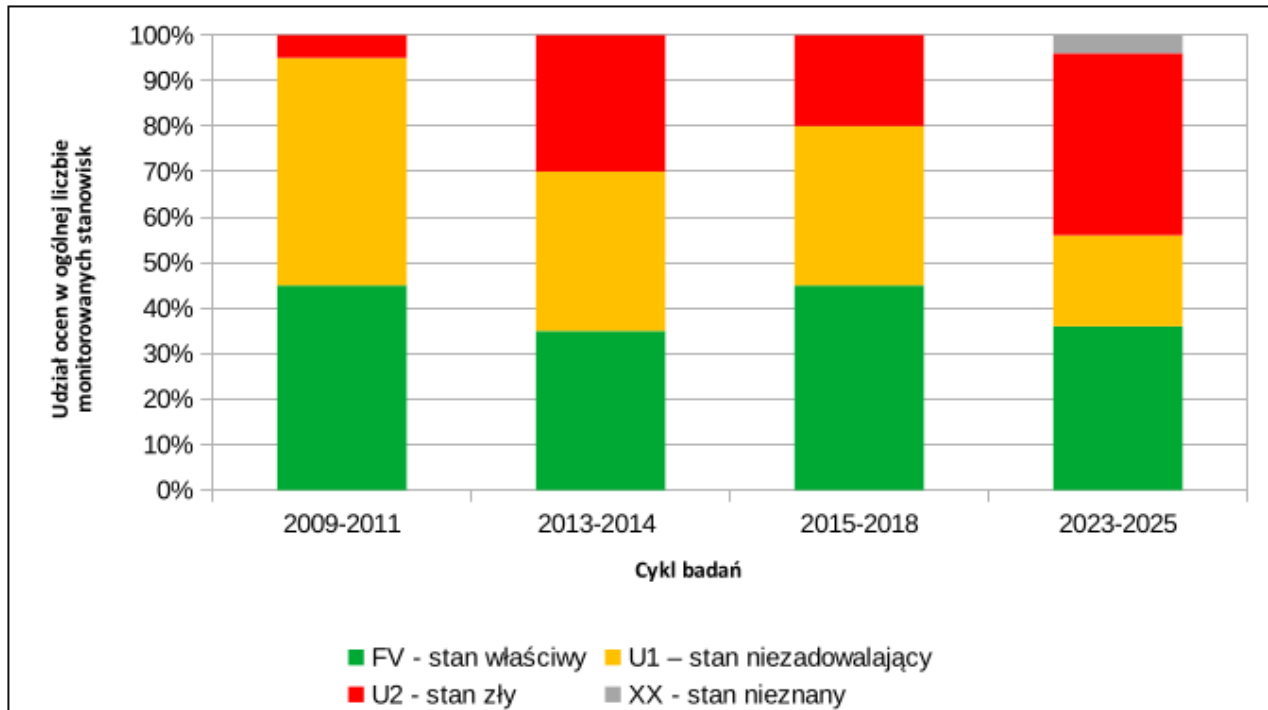 Udział ocen w ogólnej liczbie
monitorowanych stanowisk
100%
90%
80%
70%
60%
50%
40%
30%
20%
10%
0%
2009-2011 2013-2014 2015-2018 2023-2025
Cykl badań
FV - stan właściwy U1 – stan niezadowalający
U2 - stan zły XX - stan nieznany